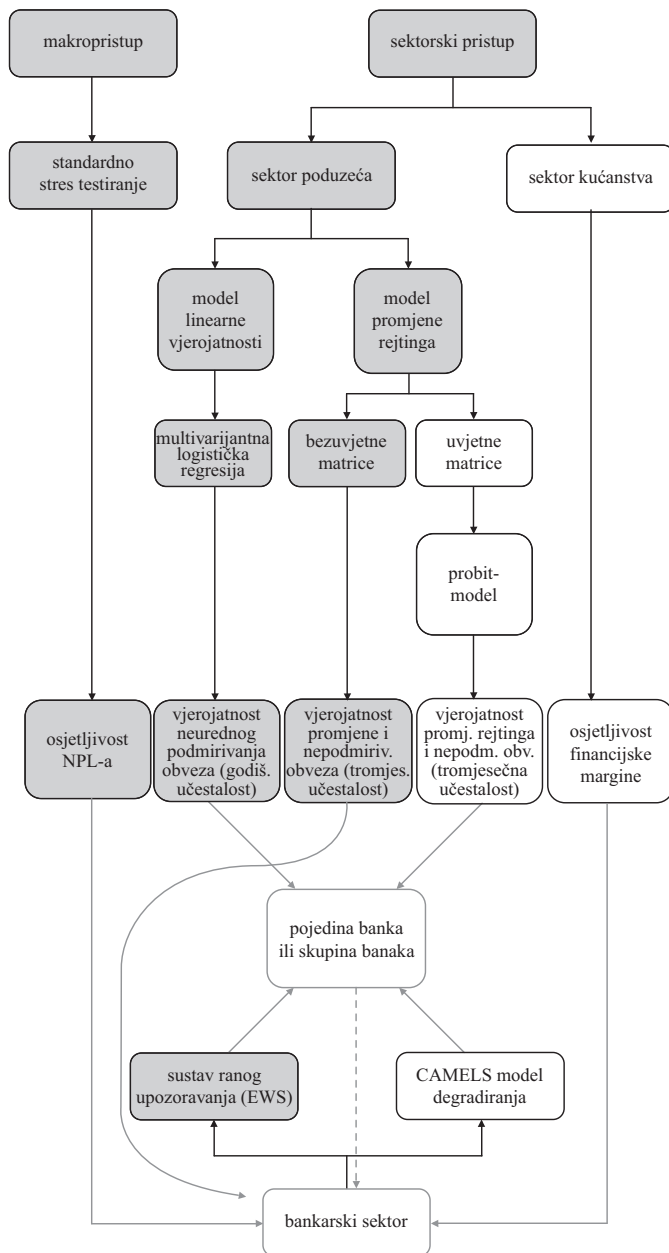 makropristup
sektorski pristup
standardno
stres testiranje
sektor poduzeća
sektor kućanstva
model
linearne
vjerojatnosti
model
promjene
rejtinga
multivarijantna
logistička
regresija
bezuvjetne
matrice
uvjetne
matrice
probit-
model
osjetljivost
NPL-a
vjerojatnost
neurednog
podmirivanja
obveza (godiš.
učestalost)
vjerojatnost
promjene i
nepodmiriv.
obveza (tromjes.
učestalost)
vjerojatnost
promj. rejtinga
i nepodm. obv.
(tromjesečna
učestalost)
osjetljivost
financijske
margine
pojedina banka
ili skupina banaka
sustav ranog
upozoravanja (EWS)
CAMELS model
degradiranja
bankarski sektor